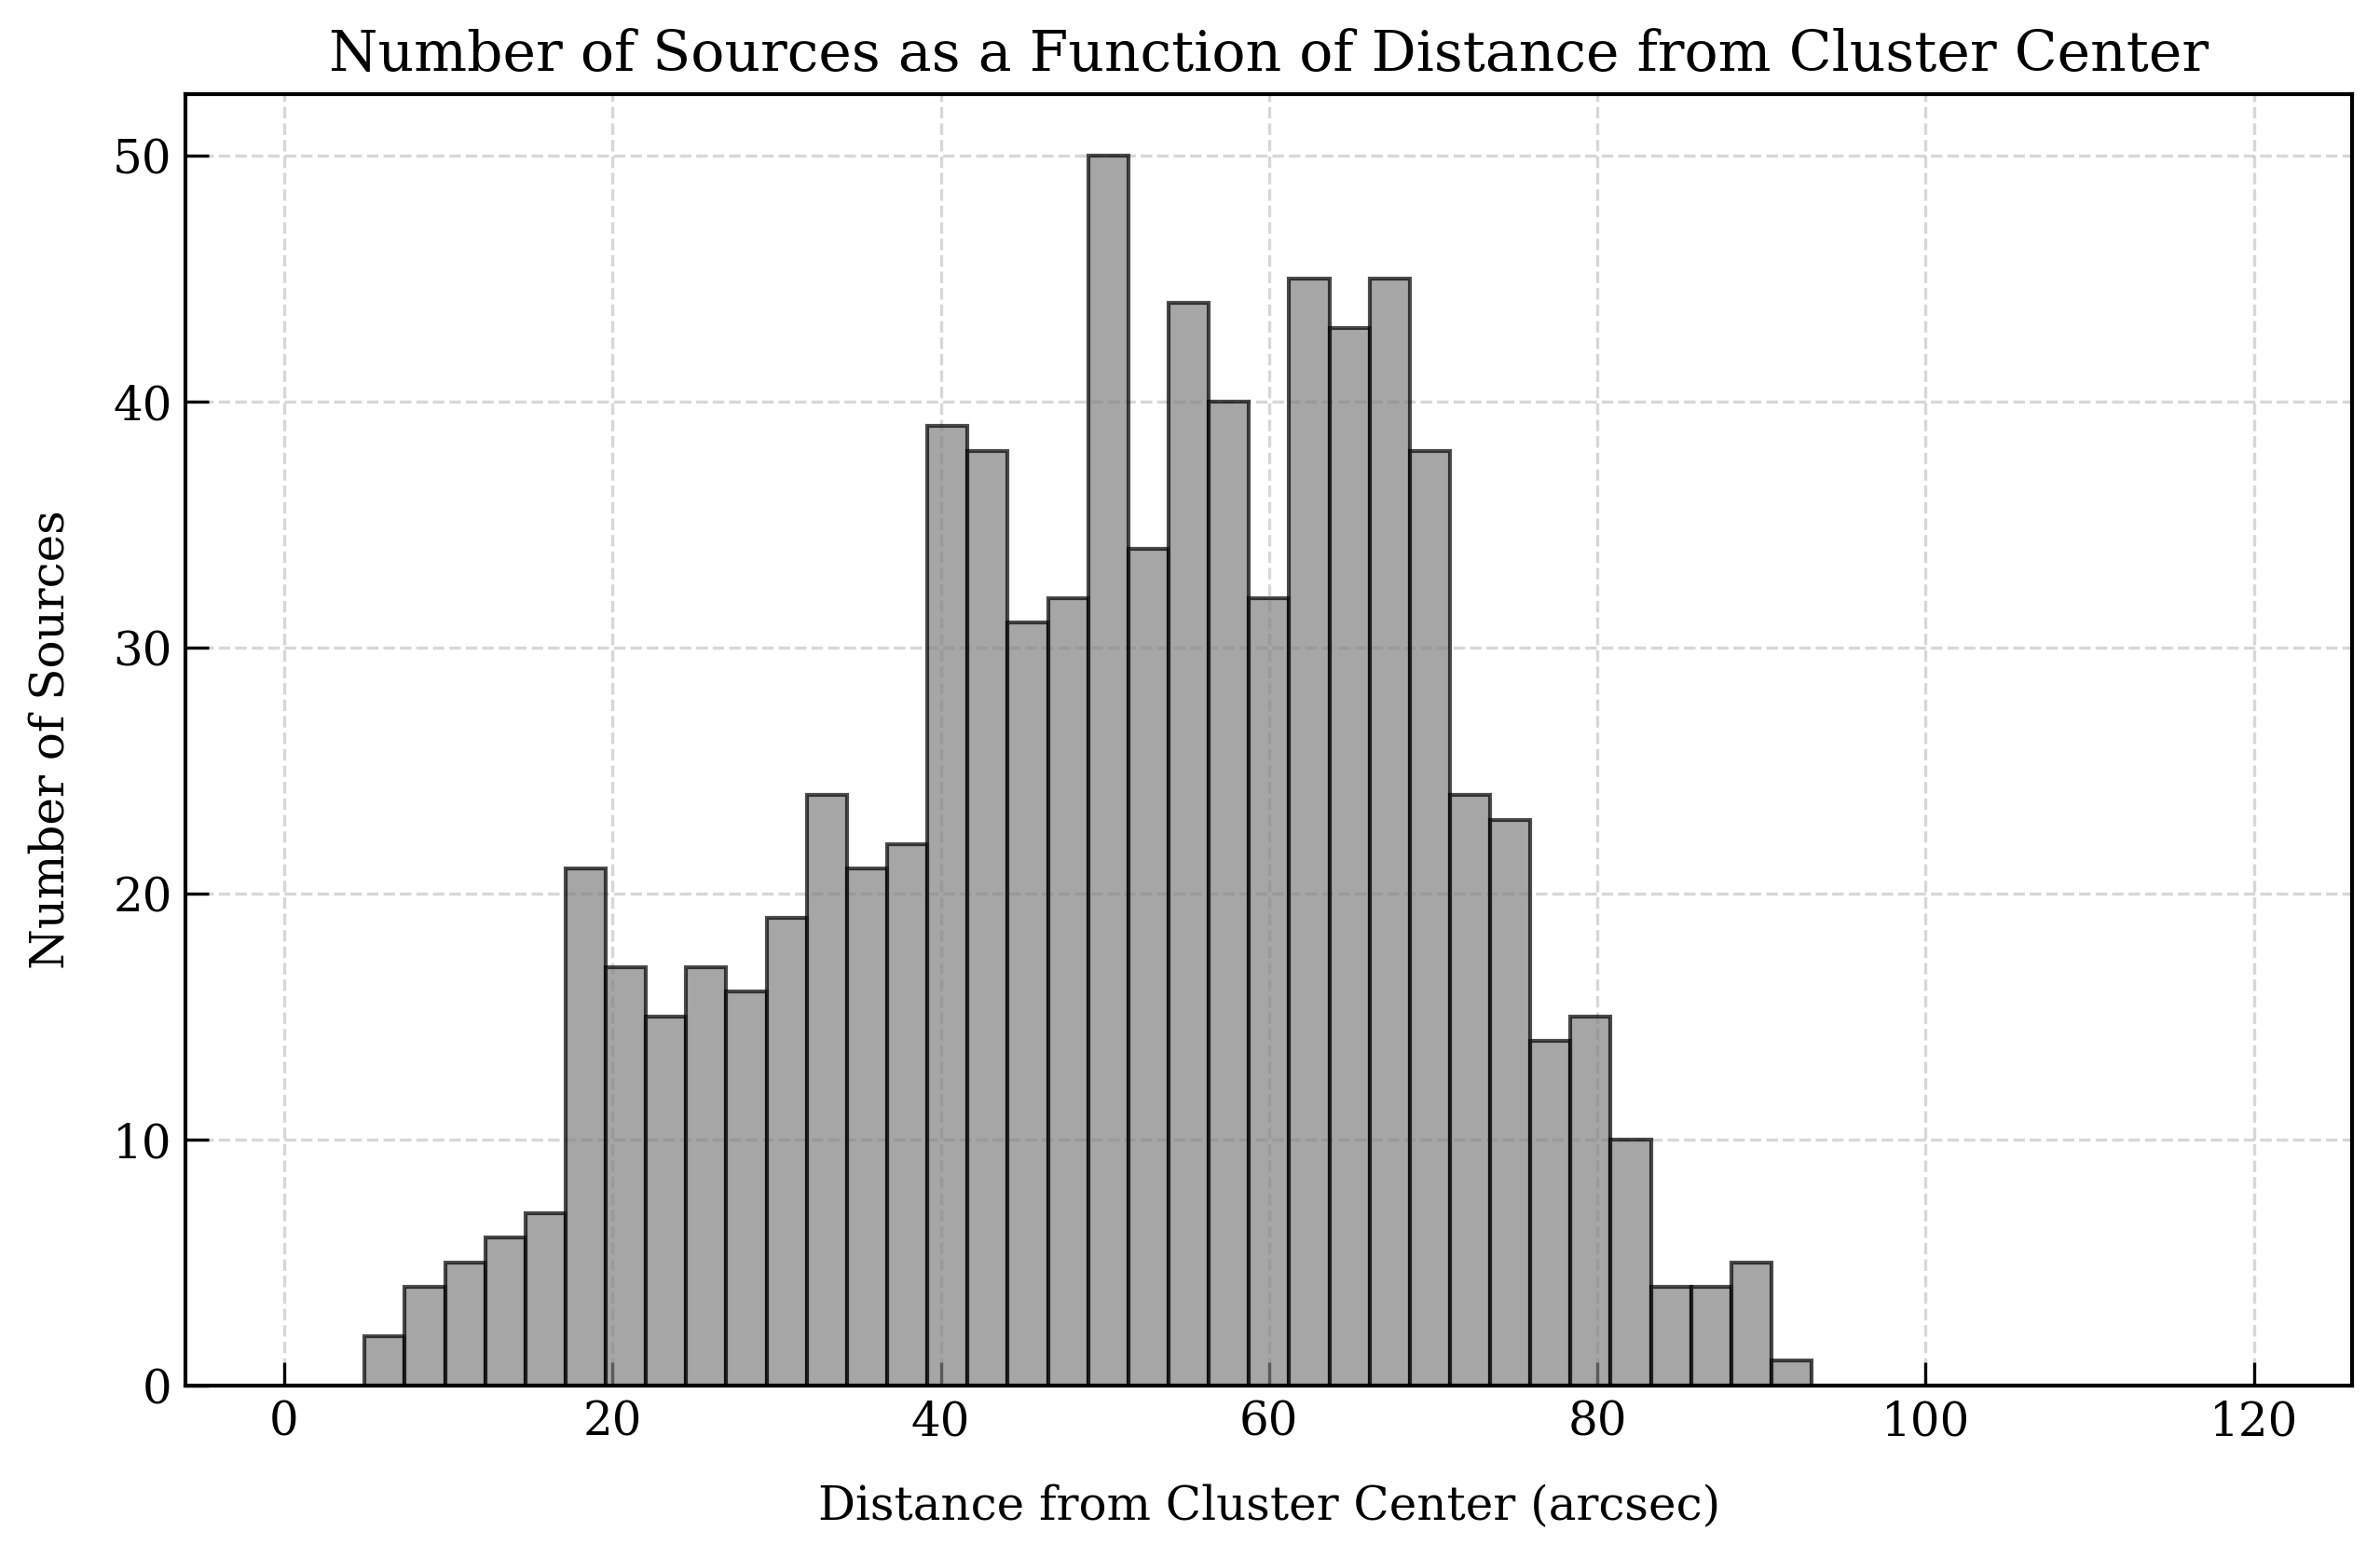 Number of Sources as a Function of Distance from Cluster Center
50
40
30
20
10
0
Number of Sources
0 20 40 60 80 100 120
Distance from Cluster Center (arcsec)